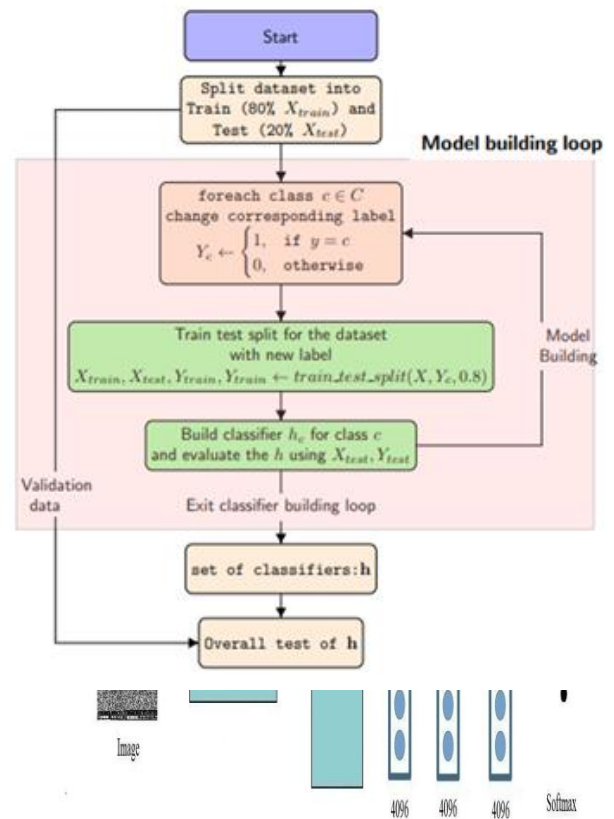 Start
Split dataset into
Train (80% X_train) and
Test (20% X_test)
Model building loop
foreach class c ∈ C
change corresponding label
Y_c ← { 1, if y = c
0, otherwise
Train test split for the dataset
with new label
X_train, X_test, Y_train, Y_train ← train_test_split(X, Y_c, 0.8)
Model
Building
Build classifier h_c for class c
and evaluate the h using X_test, Y_test
Validation
data
Exit classifier building loop
set of classifiers:h
Overall test of h
Image
4096
4096
4096
Softmax